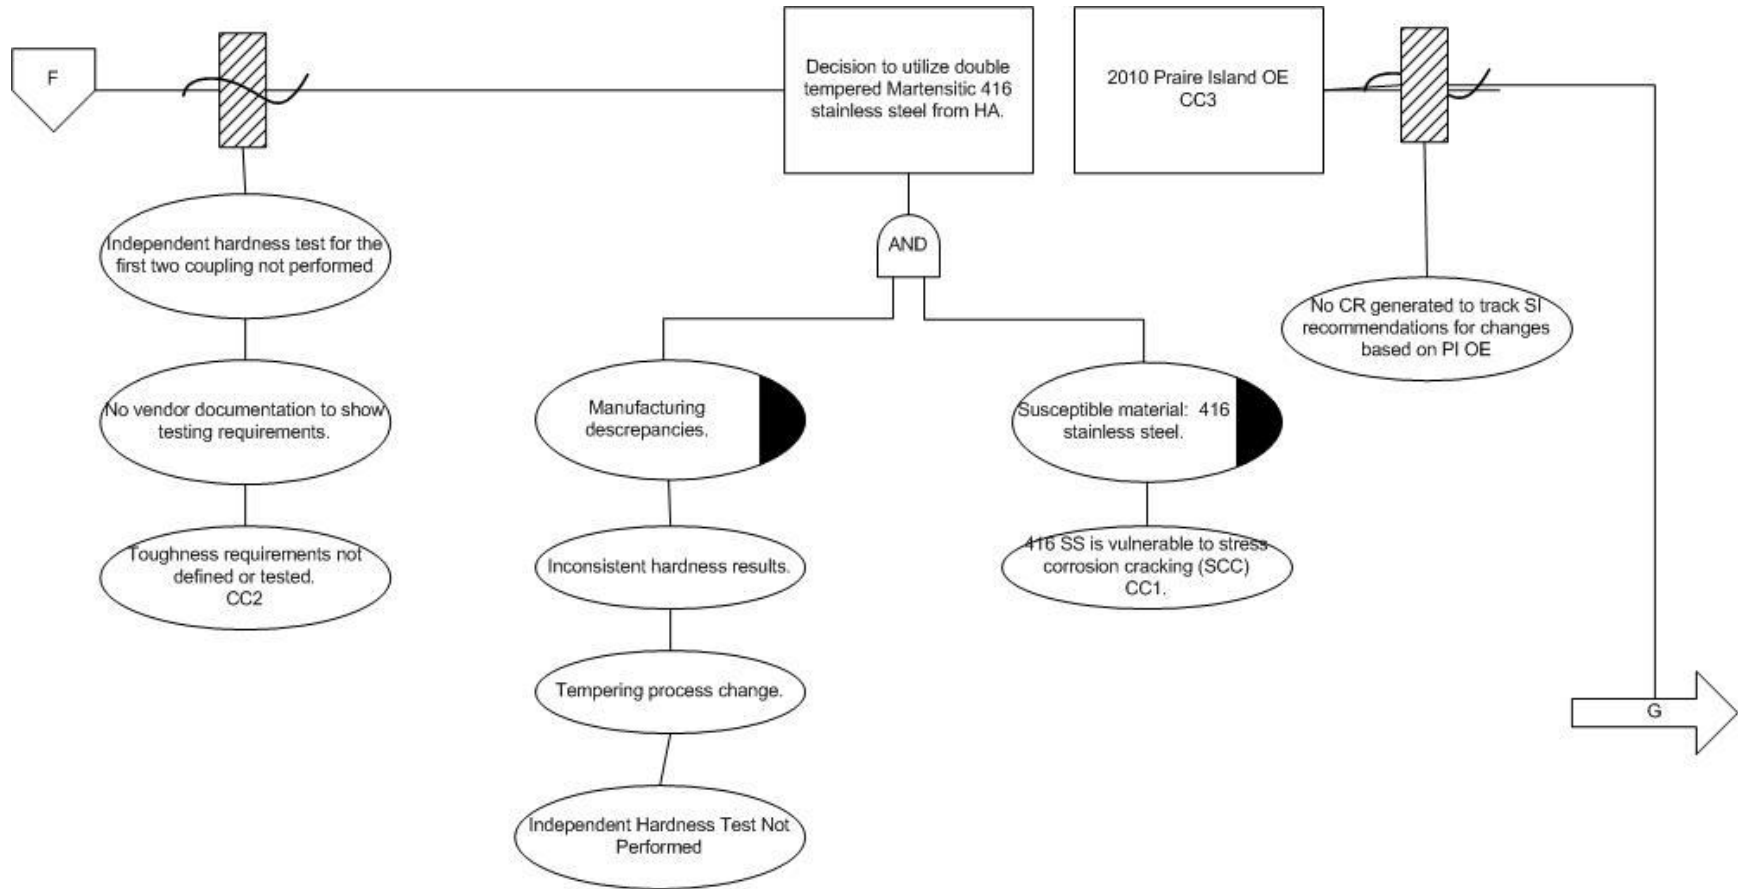 F
Decision to utilize double
tempered Martensitic 416
stainless steel from HA.
2010 Praire Island OE
CC3
Independent hardness test for the
first two coupling not performed
AND
No CR generated to track SI
recommendations for changes
based on PI OE
No vendor documentation to show
testing requirements.
Manufacturing
descrepancies.
Susceptible material: 416
stainless steel.
Toughness requirements not
defined or tested.
CC2
Inconsistent hardness results.
416 SS is vulnerable to stress
corrosion cracking (SCC)
CC1.
Tempering process change.
G
Independent Hardness Test Not
Performed